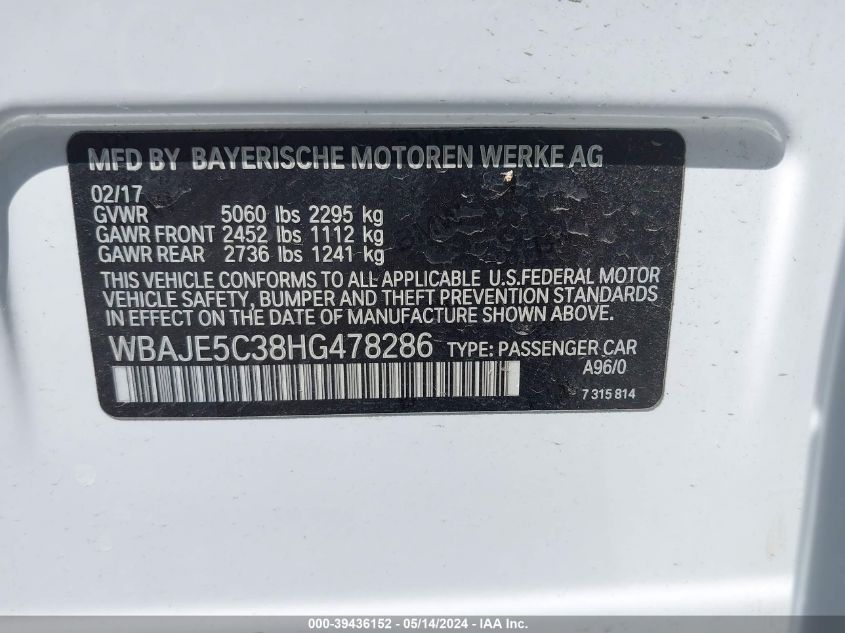 MFD BY BAYERISCHE MOTOREN WERKE AG
02/17
GVWR 5060 lbs 2295 kg
GAWR FRONT 2452 lbs 1112 kg
GAWR REAR 2736 lbs 1241 kg
THIS VEHICLE CONFORMS TO ALL APPLICABLE U.S.FEDERAL MOTOR
VEHICLE SAFETY, BUMPER AND THEFT PREVENTION STANDARDS
IN EFFECT ON THE DATE OF MANUFACTURE SHOWN ABOVE.
WBAJE5C38HG478286 TYPE: PASSENGER CAR
A96/0
7 315 814
000-39436152 - 05/14/2024 - IAA Inc.